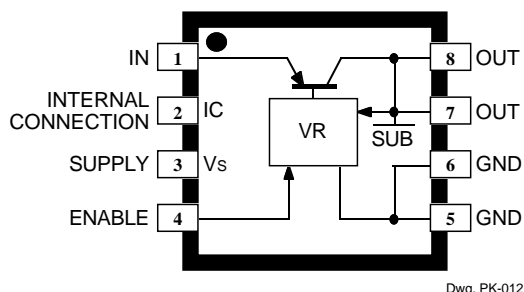 IN 1 8 OUT
INTERNAL
CONNECTION 2 IC 7 OUT
VR SUB
SUPPLY 3 Vs 6 GND
ENABLE 4 5 GND
Dwg. PK-012